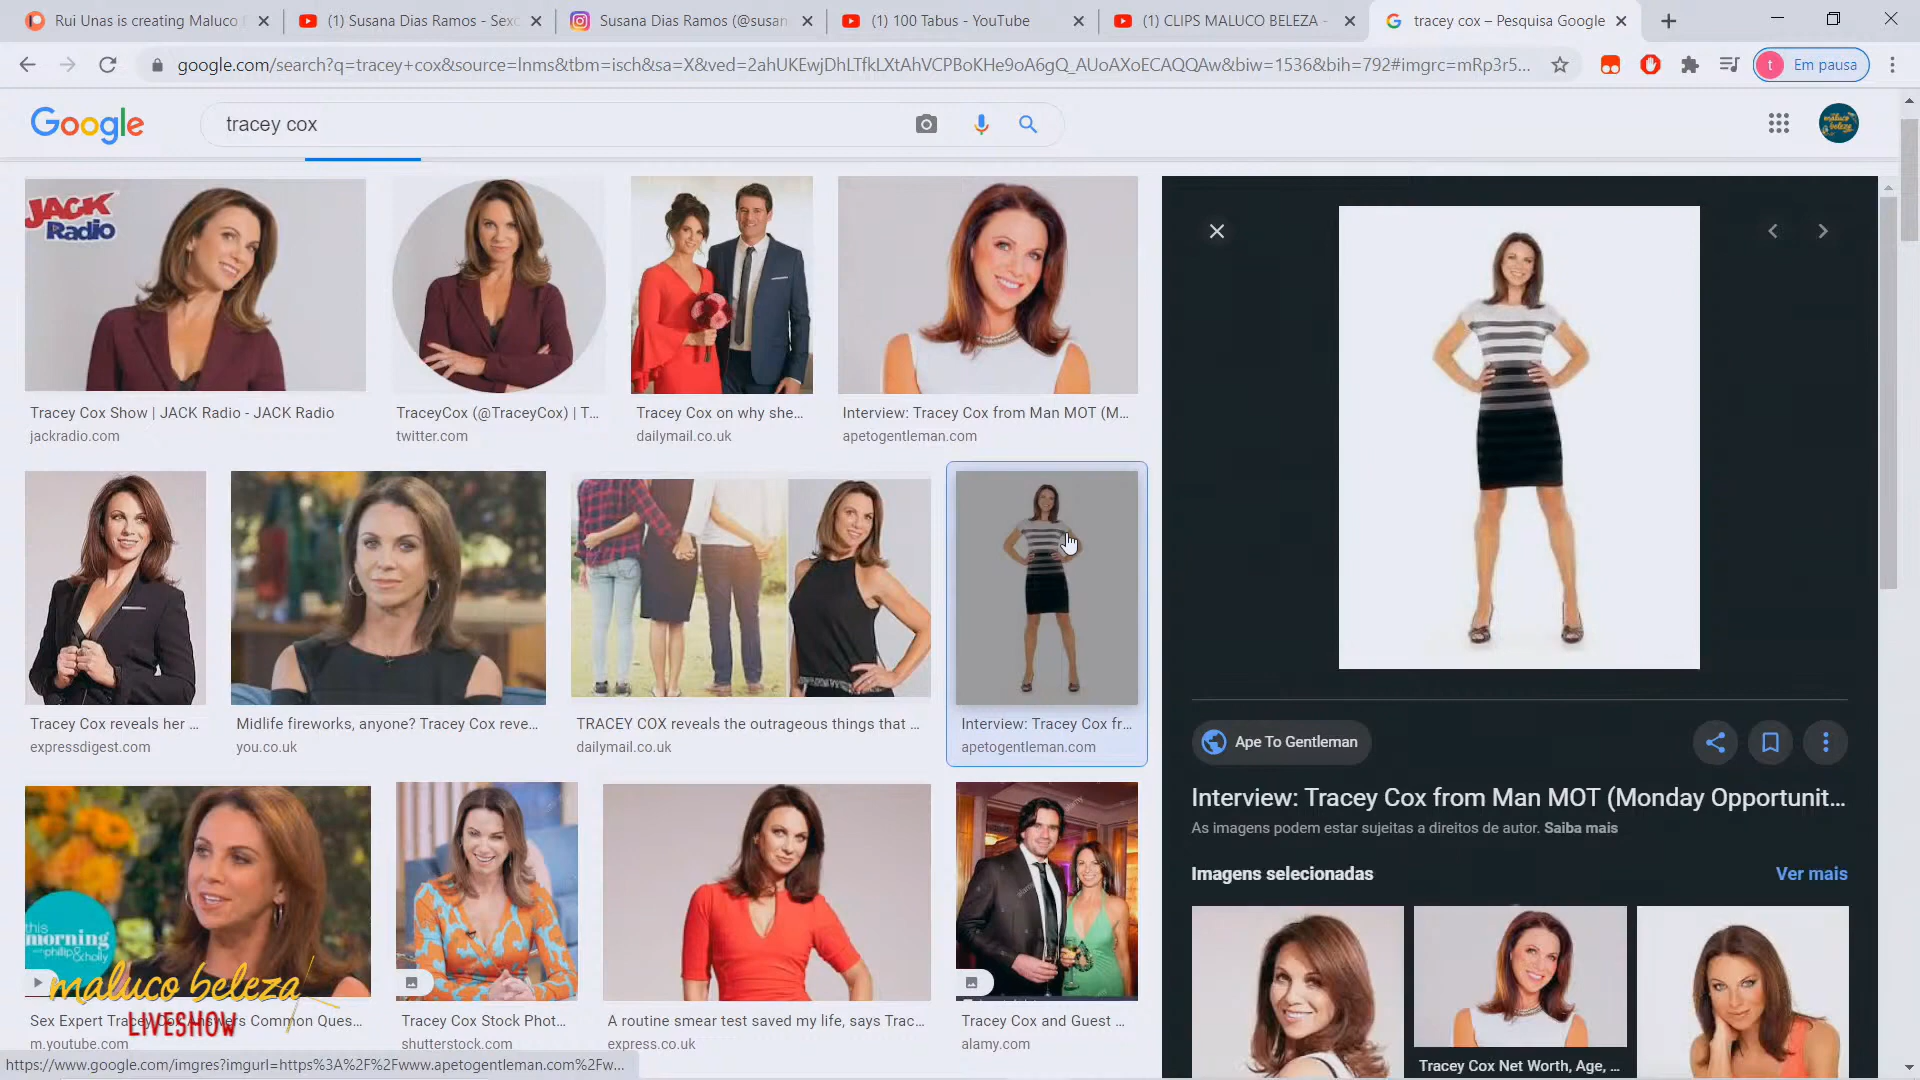 Rui Unas is creating Maluco
(1) Susana Dias Ramos - Sexó
Susana Dias Ramos (@susan
(1) 100 Tabus - YouTube
(1) CLIPS MALUCO BELEZA -
tracey cox – Pesquisa Google
google.com/search?q=tracey+cox&source=lnms&tbm=isch&sa=X&ved=2ahUKEwjDhLTfkLXtAhVCPBoKHe9oA6gQ_AUoAXoECAQQAw&biw=1536&bih=792#imgrc=mRp3r5...
t
Em pausa
Google
tracey cox
maluco beleza
JACK Radio
Tracey Cox Show | JACK Radio - JACK Radio
jackradio.com
TraceyCox (@TraceyCox) | T...
twitter.com
Tracey Cox on why she...
dailymail.co.uk
Interview: Tracey Cox from Man MOT (M...
apetogentleman.com
Tracey Cox reveals her ...
expressdigest.com
Midlife fireworks, anyone? Tracey Cox reve...
you.co.uk
TRACEY COX reveals the outrageous things that ...
dailymail.co.uk
Interview: Tracey Cox fr...
apetogentleman.com
Ape To Gentleman
Interview: Tracey Cox from Man MOT (Monday Opportunit...
As imagens podem estar sujeitas a direitos de autor. Saiba mais
Imagens selecionadas
Ver mais
this
morning
with phillip & holly
maluco beleza
LIVESHOW
Sex Expert Tracey Cox Answers Common Ques...
m.youtube.com
Tracey Cox Stock Phot...
shutterstock.com
A routine smear test saved my life, says Trac...
express.co.uk
Tracey Cox and Guest ...
alamy.com
Tracey Cox Net Worth, Age, ...
https://www.google.com/imgres?imgurl=https%3A%2F%2Fwww.apetogentleman.com%2Fw...